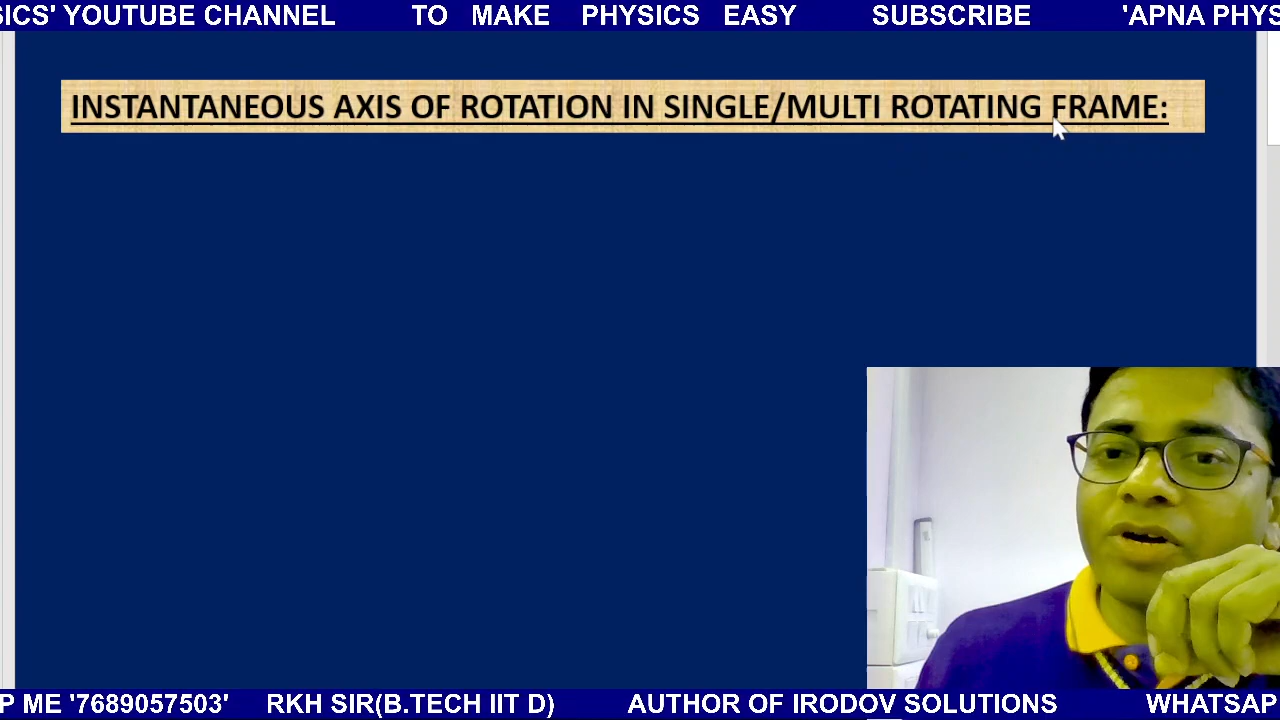 SICS' YOUTUBE CHANNEL TO MAKE PHYSICS EASY SUBSCRIBE 'APNA PHYS
INSTANTANEOUS AXIS OF ROTATION IN SINGLE/MULTI ROTATING FRAME:
P ME '7689057503' RKH SIR(B.TECH IIT D) AUTHOR OF IRODOV SOLUTIONS WHATSAP